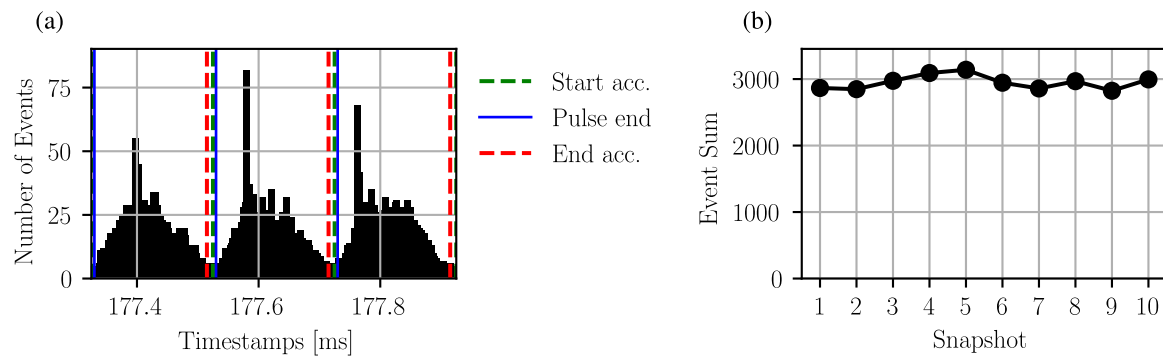 (a)
Number of Events
75
50
25
0
177.4 177.6 177.8
Timestamps [ms]
Start acc.
Pulse end
End acc.
(b)
Event Sum
3000
2000
1000
0
1 2 3 4 5 6 7 8 9 10
Snapshot